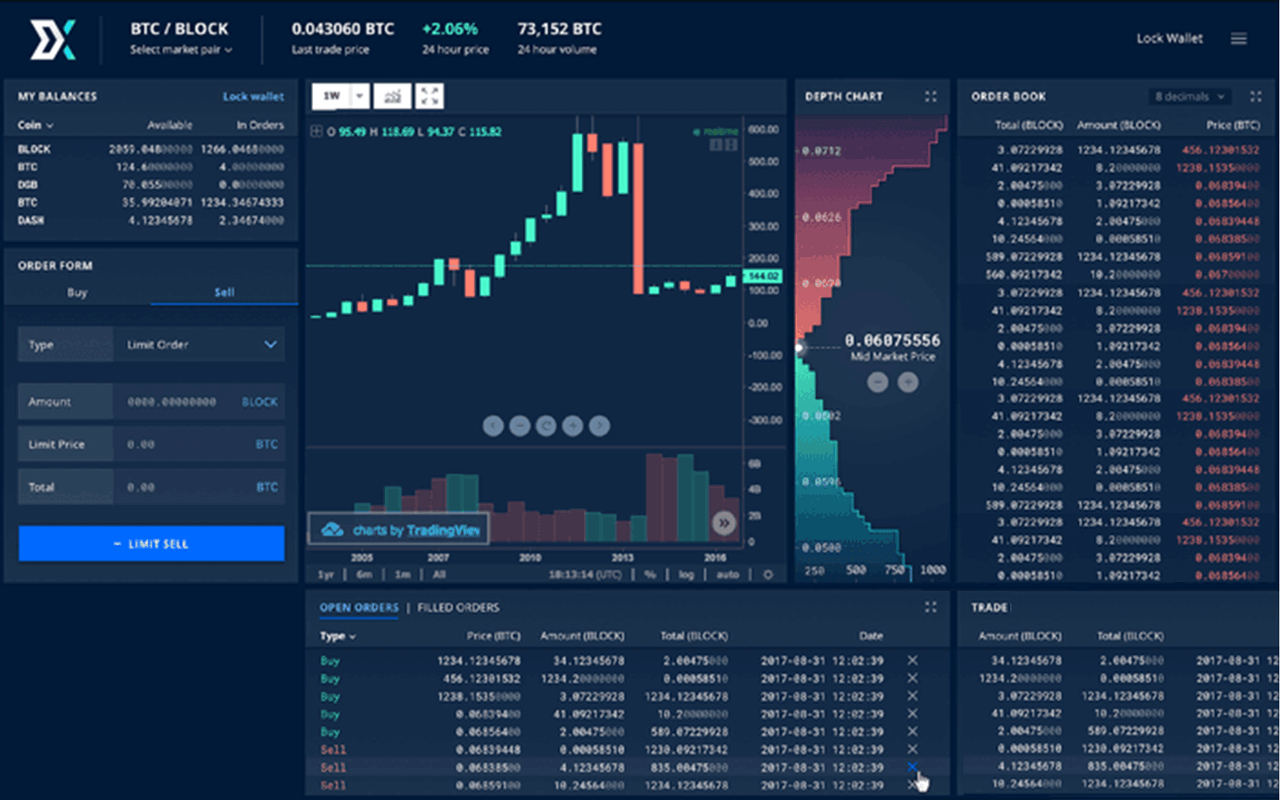 BTC / BLOCK
Select market pair
0.043060 BTC
Last trade price
+2.06%
24 hour price
73,152 BTC
24 hour volume
Lock Wallet
MY BALANCES Lock wallet
Coin Available In Orders
BLOCK 2059.04800000 1266.04680000
BTC 124.60000000 4.00000000
DGB 70.05500000 0.00000000
BTC 35.99204071 1234.34674333
DASH 4.12345678 2.34674000
ORDER FORM
Buy Sell
Type Limit Order
Amount 0000.00000000 BLOCK
Limit Price 0.00 BTC
Total 0.00 BTC
− LIMIT SELL
1W
O 95.49 H 118.69 L 94.37 C 115.82
realtime
600.00
500.00
400.00
300.00
200.00
144.02
100.00
0.00
-100.00
-200.00
-300.00
6B
4B
2B
0
charts by TradingView
2005 2007 2010 2013 2016
1yr | 6m | 1m | All 18:13:14 (UTC) | % | log | auto
DEPTH CHART
0.0712
0.0626
0.06075556
Mid Market Price
0.0500
250 500 750 1000
ORDER BOOK 8 decimals
Total (BLOCK) Amount (BLOCK) Price (BTC)
3.07229928 1234.12345678 456.12301532
41.09217342 8.20000000 1238.15350000
2.00475000 3.07229928 0.06839400
0.00058510 1.09217342 0.06856400
4.12345678 2.00475000 0.06839448
10.24564000 0.00058510 0.06838500
589.07229928 1234.12345678 0.06859100
560.09217342 10.20000000 0.06700000
3.07229928 1234.12345678 456.12301532
41.09217342 8.20000000 1238.15350000
2.00475000 3.07229928 0.06839400
0.00058510 1.09217342 0.06856400
4.12345678 2.00475000 0.06839448
10.24564000 0.00058510 0.06838500
3.07229928 1234.12345678 456.12301532
41.09217342 8.20000000 1238.15350000
2.00475000 3.07229928 0.06839400
0.00058510 1.09217342 0.06856400
4.12345678 2.00475000 0.06839448
10.24564000 0.00058510 0.06838500
589.07229928 1234.12345678 0.06859100
3.07229928 1234.12345678 456.12301532
41.09217342 8.20000000 1238.15350000
2.00475000 3.07229928 0.06839400
0.00058510 1.09217342 0.06856400
OPEN ORDERS | FILLED ORDERS
Type Price (BTC) Amount (BLOCK) Total (BLOCK) Date
Buy 1234.12345678 34.12345678 2.00475000 2017-08-31 12:02:39
Buy 456.12301532 1234.20000000 0.00058510 2017-08-31 12:02:39
Buy 1238.15350000 3.07229928 1234.12345678 2017-08-31 12:02:39
Buy 0.06839400 41.09217342 10.20000000 2017-08-31 12:02:39
Buy 0.06856400 2.00475000 589.07229928 2017-08-31 12:02:39
Sell 0.06839448 0.00058510 1230.09217342 2017-08-31 12:02:39
Sell 0.06838500 4.12345678 835.00475000 2017-08-31 12:02:39
Sell 0.06859100 10.24564000 1234.12345678 2017-08-31 12:02:39
TRADE
Amount (BLOCK) Total (BLOCK)
34.12345678 2.00475000 2017-08-31 12
1234.20000000 0.00058510 2017-08-31 12
3.07229928 1234.12345678 2017-08-31 12
41.09217342 10.20000000 2017-08-31 12
2.00475000 589.07229928 2017-08-31 12
0.00058510 1230.09217342 2017-08-31 12
4.12345678 835.00475000 2017-08-31 12
10.24564000 1234.12345678 2017-08-31 12